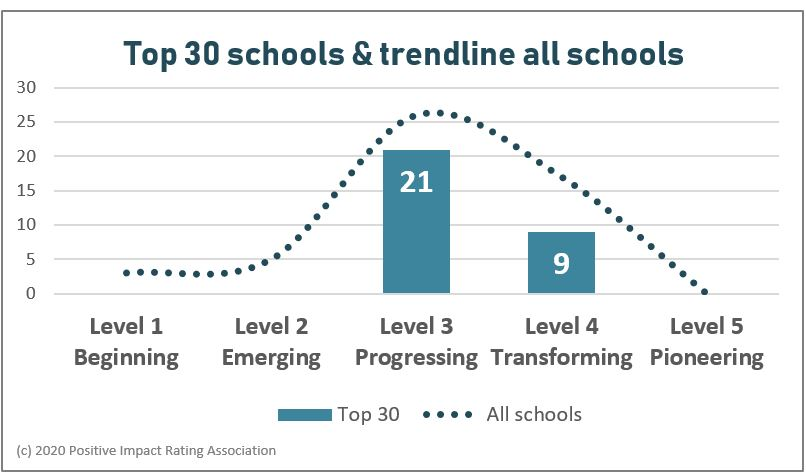 Top 30 schools & trendline all schools
30
25
20
15
10
5
0
21
9
Level 1 Level 2 Level 3 Level 4 Level 5
Beginning Emerging Progressing Transforming Pioneering
Top 30 All schools
(c) 2020 Positive Impact Rating Association